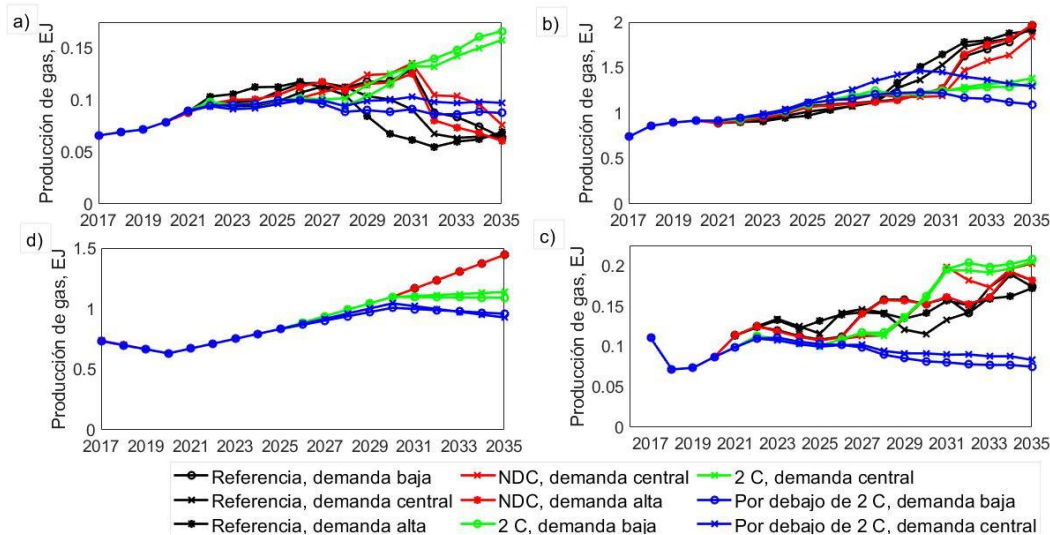 a)
Producción de gas, EJ
0.15
0.1
0.05
0
2017 2019 2021 2023 2025 2027 2029 2031 2033 2035
b)
Producción de gas, EJ
2
1.5
1
0.5
0
2017 2019 2021 2023 2025 2027 2029 2031 2033 2035
d)
Producción de gas, EJ
1.5
1
0.5
0
2017 2019 2021 2023 2025 2027 2029 2031 2033 2035
c)
Producción de gas, EJ
0.2
0.15
0.1
0.05
0
2017 2019 2021 2023 2025 2027 2029 2031 2033 2035
Referencia, demanda baja
Referencia, demanda central
Referencia, demanda alta
NDC, demanda central
NDC, demanda alta
2 C, demanda baja
2 C, demanda central
Por debajo de 2 C, demanda baja
Por debajo de 2 C, demanda central